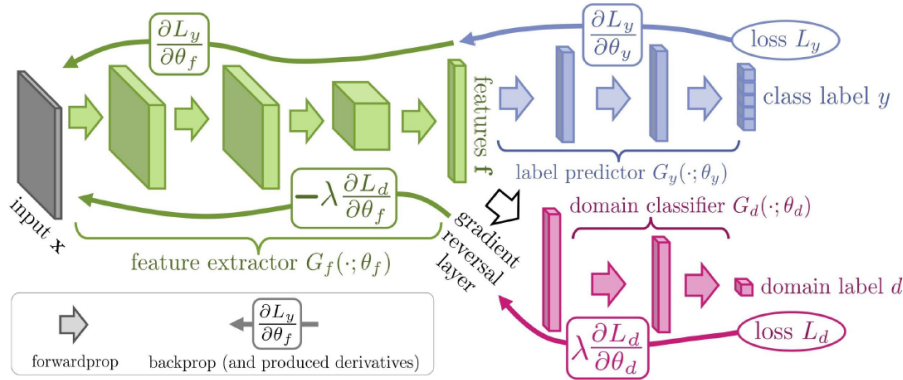 ∂L_y/∂θ_f
∂L_y/∂θ_y
loss L_y
features f
class label y
label predictor G_y(·;θ_y)
−λ ∂L_d/∂θ_f
input x
feature extractor G_f(·;θ_f)
gradient
reversal
layer
domain classifier G_d(·;θ_d)
domain label d
loss L_d
λ ∂L_d/∂θ_d
∂L_y/∂θ_f
forwardprop
backprop (and produced derivatives)